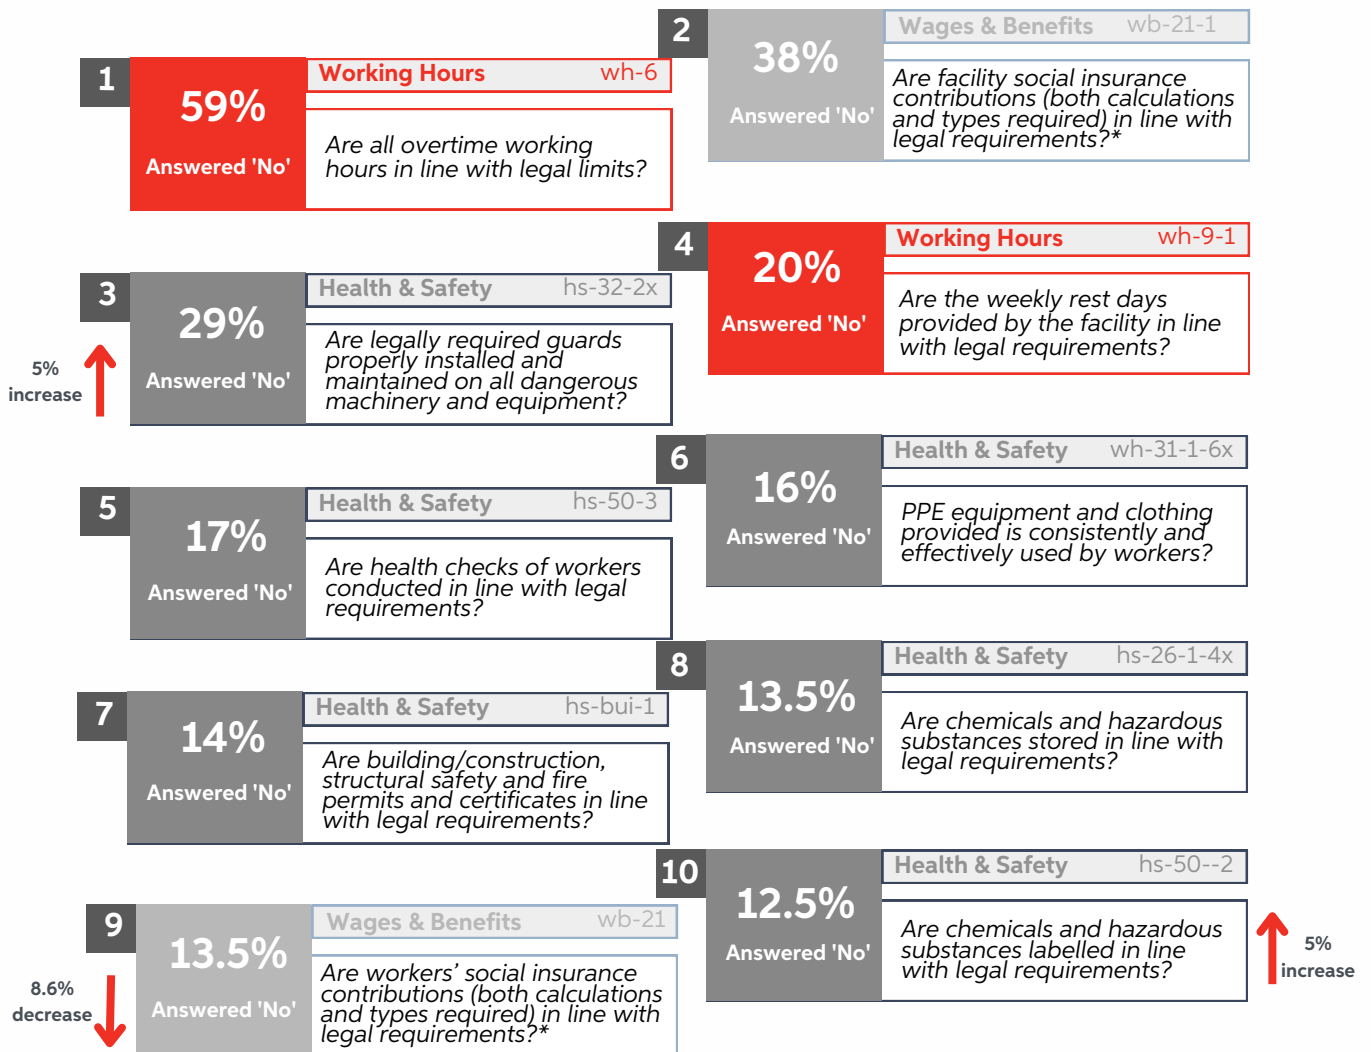 1
59%
Answered 'No'
Working Hours wh-6
Are all overtime working
hours in line with legal limits?
2
38%
Answered 'No'
Wages & Benefits wb-21-1
Are facility social insurance
contributions (both calculations
and types required) in line with
legal requirements?*
3
29%
Answered 'No'
5%
increase
Health & Safety hs-32-2x
Are legally required guards
properly installed and
maintained on all dangerous
machinery and equipment?
4
20%
Answered 'No'
Working Hours wh-9-1
Are the weekly rest days
provided by the facility in line
with legal requirements?
5
17%
Answered 'No'
Health & Safety hs-50-3
Are health checks of workers
conducted in line with legal
requirements?
6
16%
Answered 'No'
Health & Safety wh-31-1-6x
PPE equipment and clothing
provided is consistently and
effectively used by workers?
7
14%
Answered 'No'
Health & Safety hs-bui-1
Are building/construction,
structural safety and fire
permits and certificates in line
with legal requirements?
8
13.5%
Answered 'No'
Health & Safety hs-26-1-4x
Are chemicals and hazardous
substances stored in line with
legal requirements?
9
13.5%
Answered 'No'
8.6%
decrease
Wages & Benefits wb-21
Are workers’ social insurance
contributions (both calculations
and types required) in line with
legal requirements?*
10
12.5%
Answered 'No'
Health & Safety hs-50--2
Are chemicals and hazardous
substances labelled in line
with legal requirements?
5%
increase